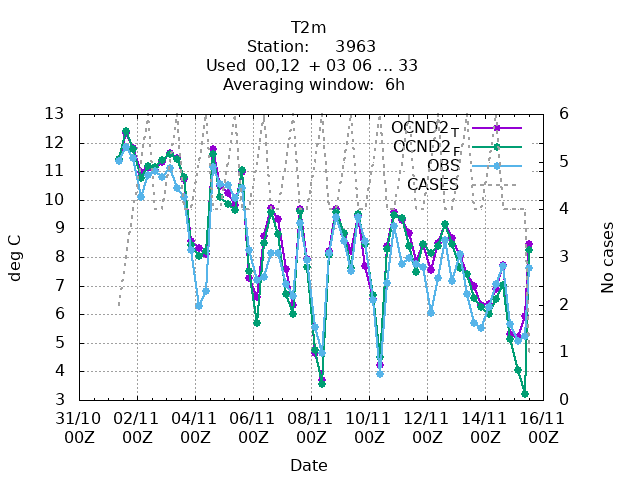 T2m
Station: 3963
Used 00,12 + 03 06 ... 33
Averaging window: 6h
13 6
OCND2_T
12 OCND2_F 5
OBS
11 CASES
10 4
9
8 3
7
6 2
5
4 1
3 0
deg C
No cases
31/10 02/11 04/11 06/11 08/11 10/11 12/11 14/11 16/11
00Z 00Z 00Z 00Z 00Z 00Z 00Z 00Z 00Z
Date